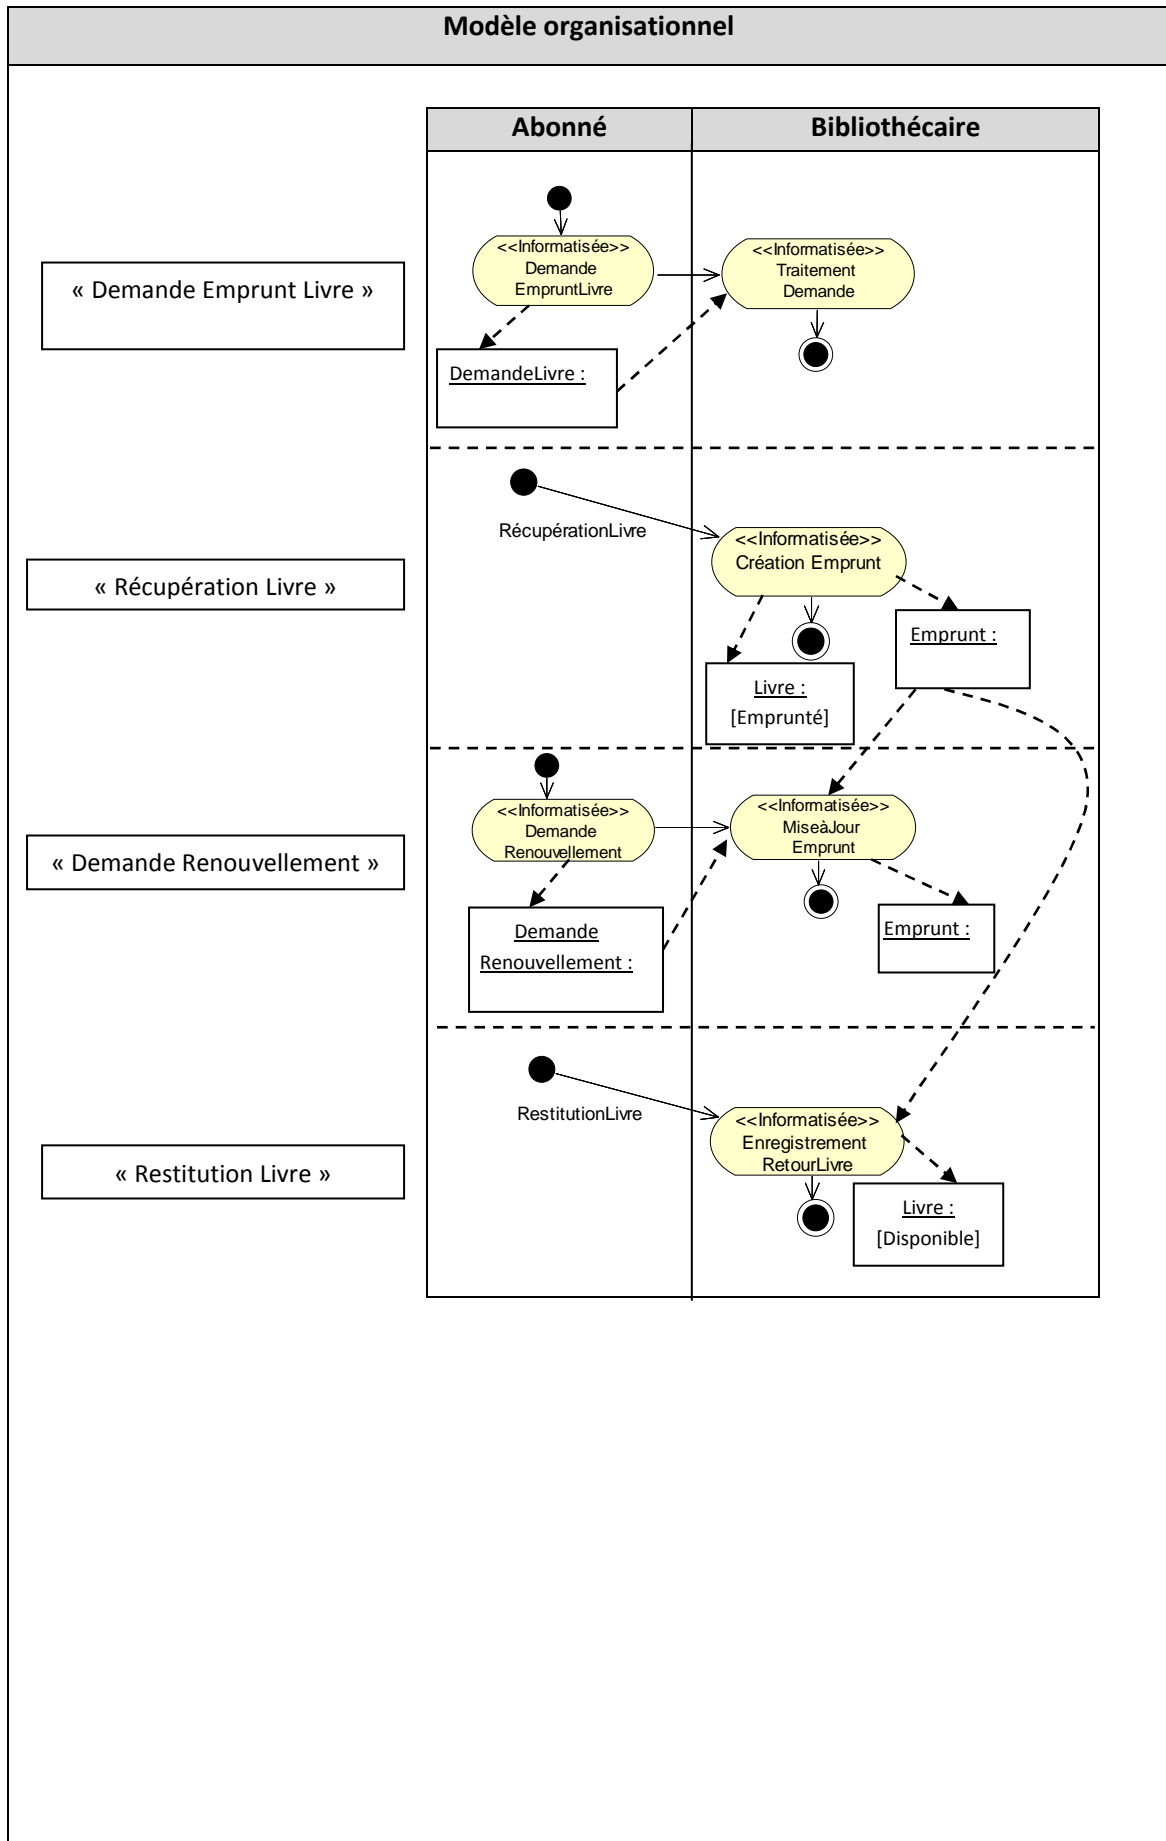 Modèle organisationnel
Abonné
Bibliothécaire
« Demande Emprunt Livre »
<<Informatisée>>
Demande
EmpruntLivre
<<Informatisée>>
Traitement
Demande
DemandeLivre :
« Récupération Livre »
RécupérationLivre
<<Informatisée>>
Création Emprunt
Emprunt :
Livre :
[Emprunté]
« Demande Renouvellement »
<<Informatisée>>
Demande
Renouvellement
<<Informatisée>>
MiseàJour
Emprunt
Demande
Renouvellement :
Emprunt :
« Restitution Livre »
RestitutionLivre
<<Informatisée>>
Enregistrement
RetourLivre
Livre :
[Disponible]